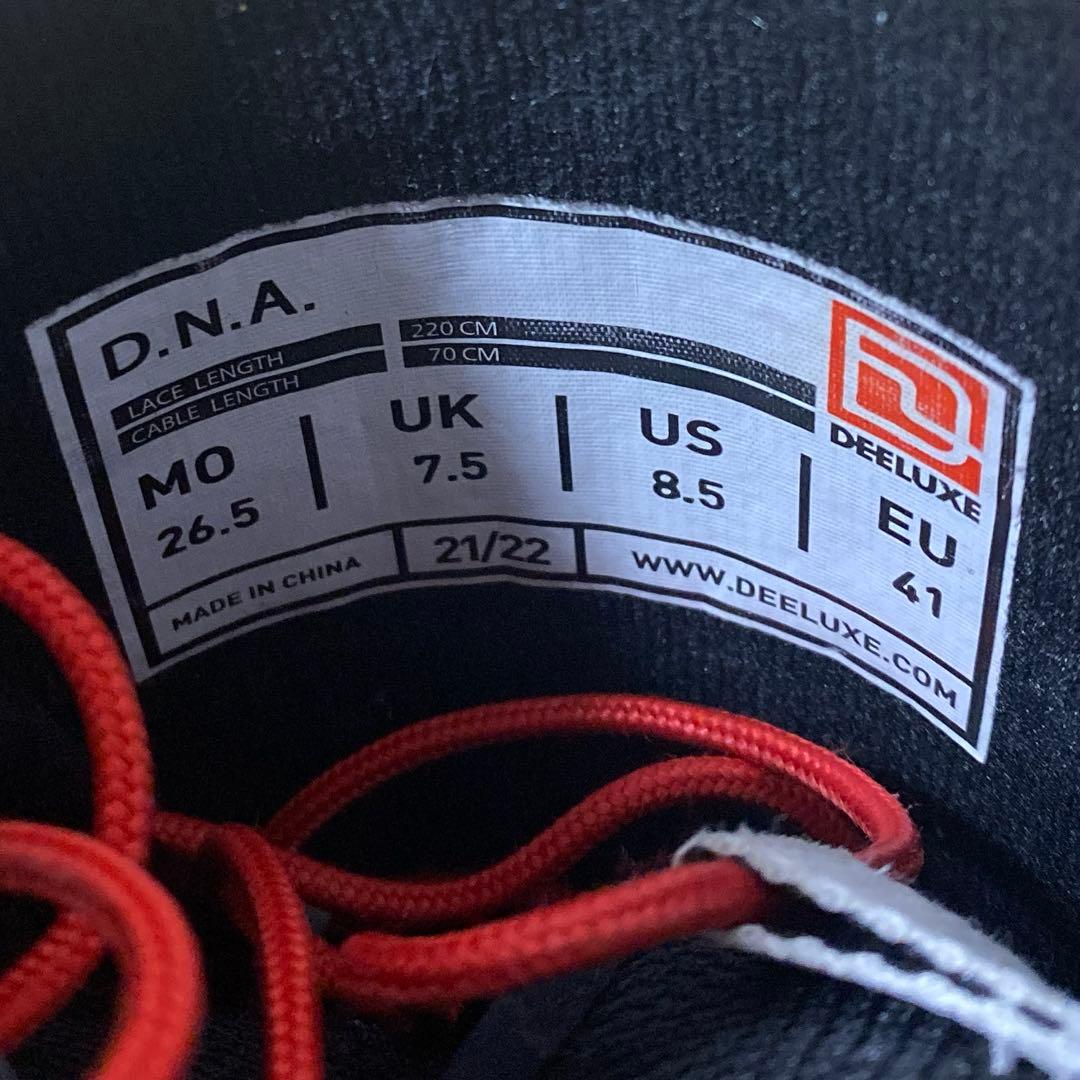 D.N.A.
LACE LENGTH 220 CM
CABLE LENGTH 70 CM
DEELUXE
MO UK US EU
26.5 7.5 8.5 41
MADE IN CHINA 21/22 WWW.DEELUXE.COM